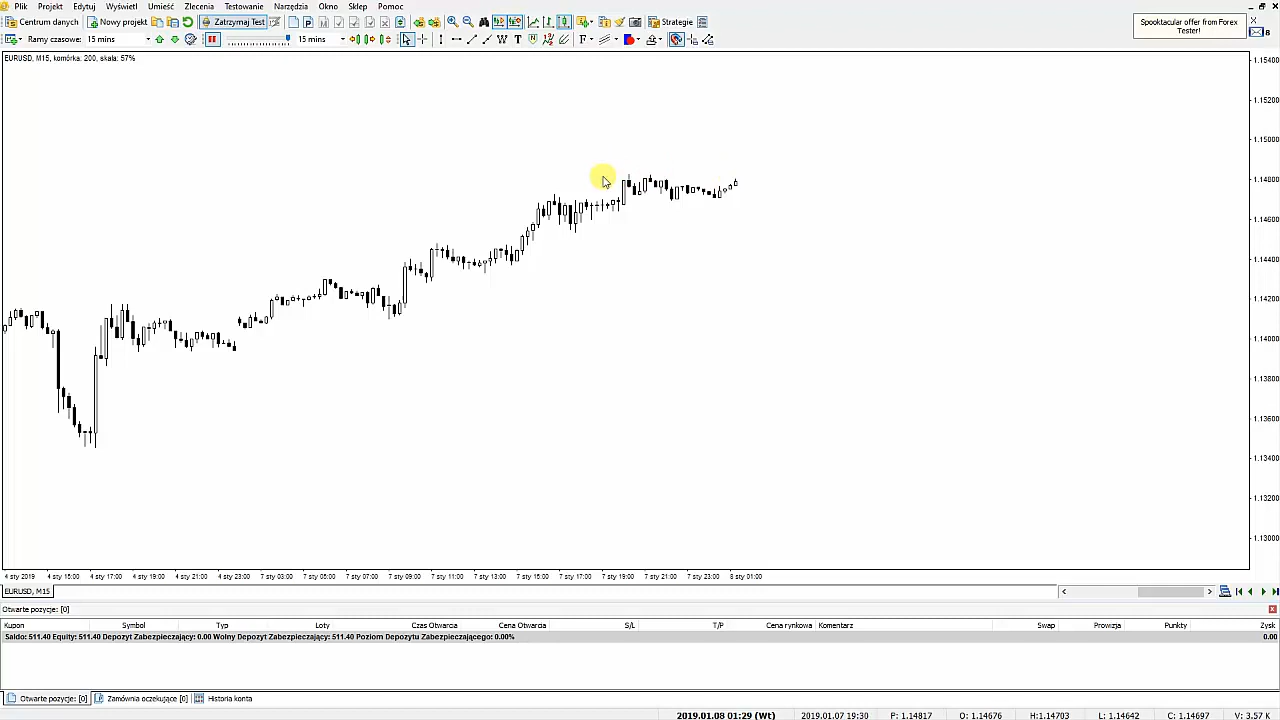 Plik Projekt Edytuj Wyświetl Umieść Zlecenia Testowanie Narzędzia Okno Sklep Pomoc
Centrum danych Nowy projekt Zatrzymaj Test Strategie
Spooktacular offer from Forex
Tester!
8
Ramy czasowe: 15 mins 15 mins
EURUSD, M15, komórka: 200, skala: 57%
1.15400
1.15200
1.15000
1.14800
1.14600
1.14400
1.14200
1.14000
1.13800
1.13600
1.13400
1.13200
1.13000
4 sty 2019 4 sty 15:00 4 sty 17:00 4 sty 19:00 4 sty 21:00 4 sty 23:00 7 sty 03:00 7 sty 05:00 7 sty 07:00 7 sty 09:00 7 sty 11:00 7 sty 13:00 7 sty 15:00 7 sty 17:00 7 sty 19:00 7 sty 21:00 7 sty 23:00 8 sty 01:00
EURUSD, M15
Otwarte pozycje: [0]
Kupon Symbol Typ Loty Czas Otwarcia Cena Otwarcia S/L T/P Cena rynkowa Komentarz Swap Prowizja Punkty Zysk
Saldo: 511.40 Equity: 511.40 Depozyt Zabezpieczający: 0.00 Wolny Depozyt Zabezpieczający: 511.40 Poziom Depozytu Zabezpieczającego: 0.00% 0.00
Otwarte pozycje: [0] Zamównia oczekujące [0] Historia konta
2019.01.08 01:29 (Wt) 2019.01.07 19:30 P: 1.14817 O: 1.14676 H:1.14703 L: 1.14642 C: 1.14697 V: 3.57 K